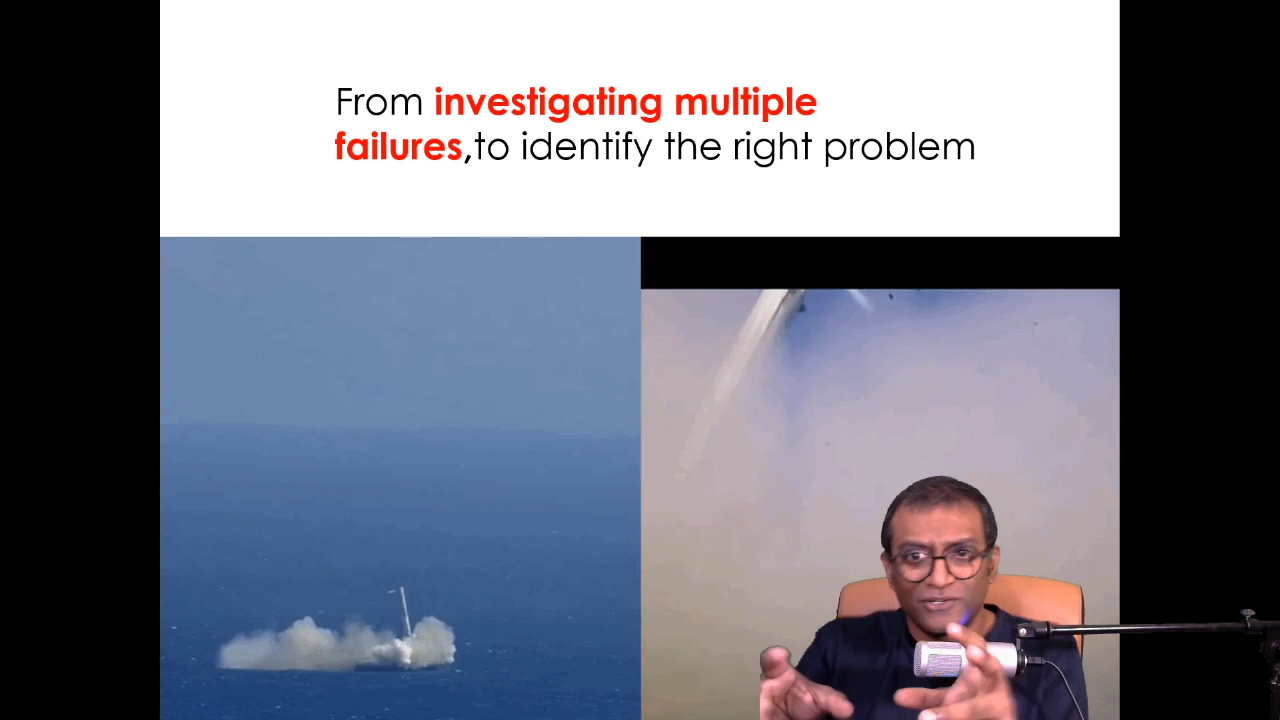 From investigating multiple
failures,to identify the right problem